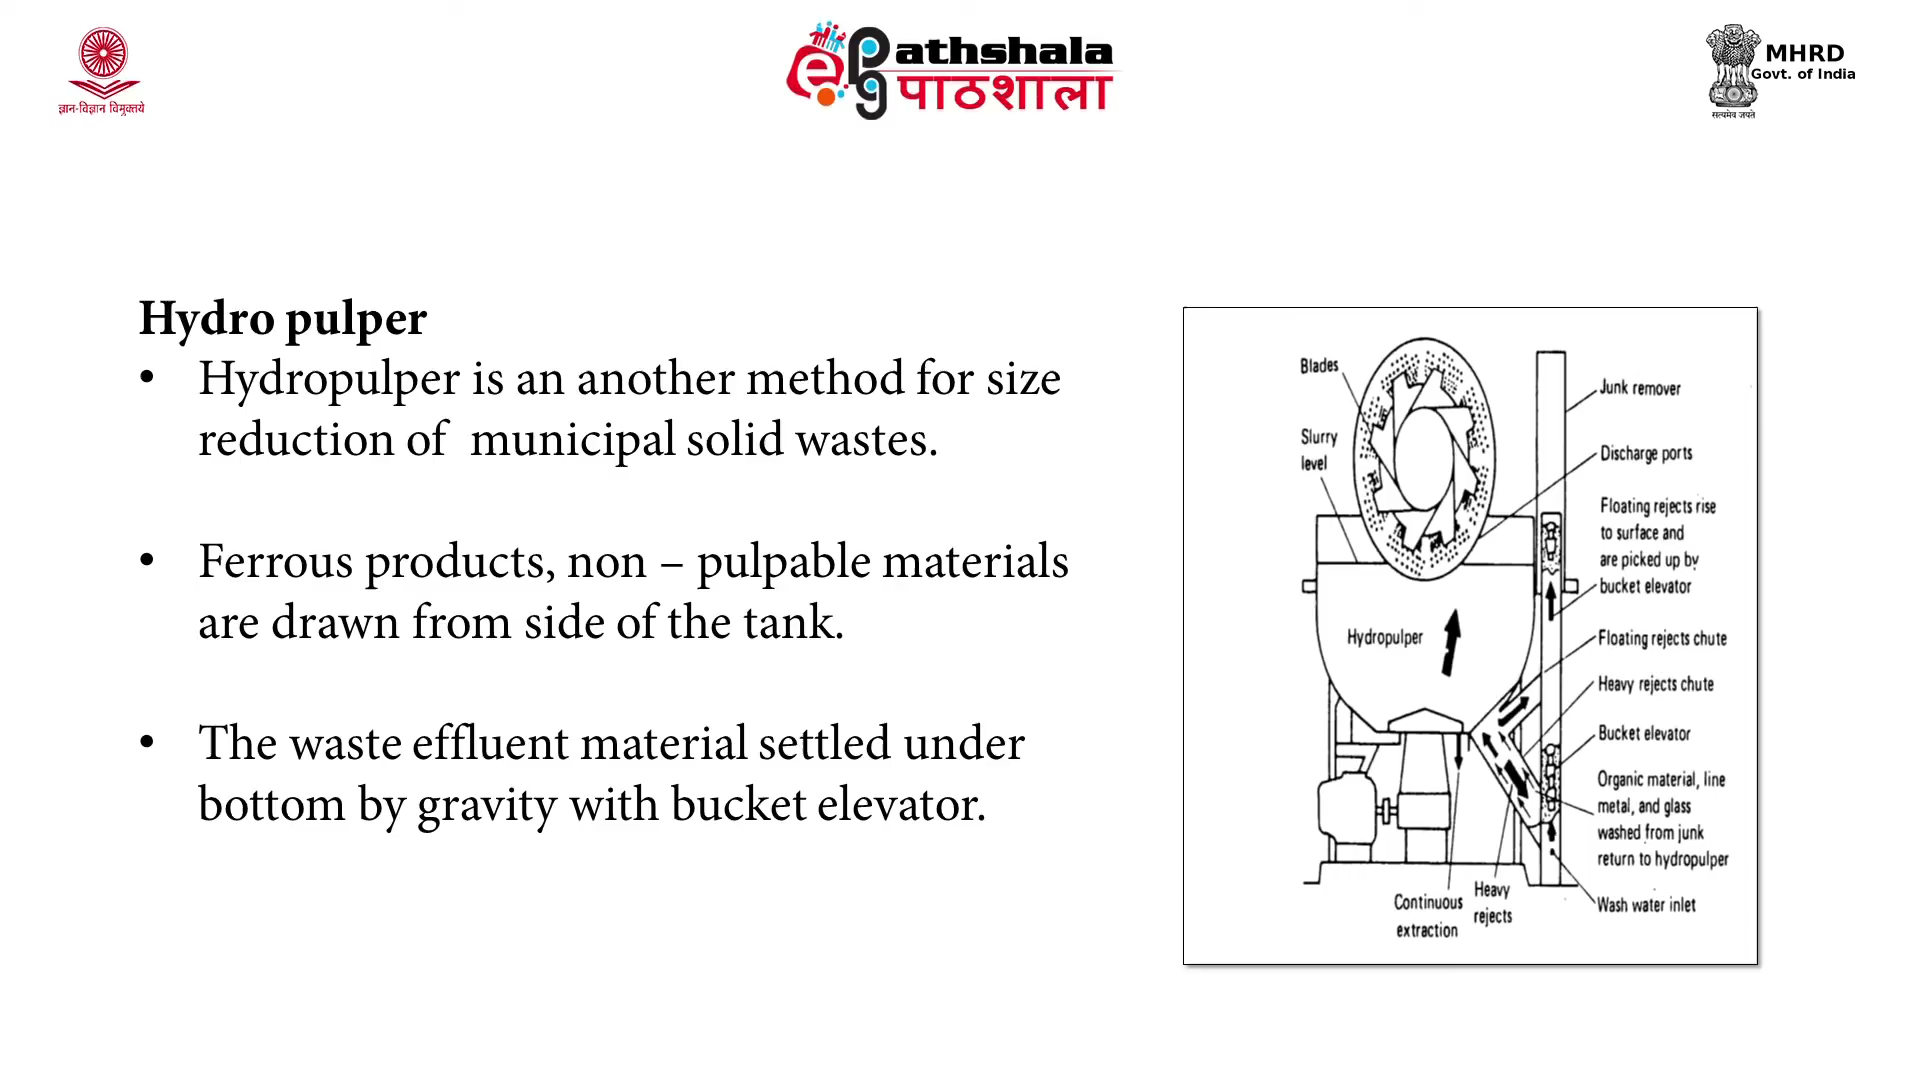 ज्ञान-विज्ञान विमुक्तये
ePG athshala
पाठशाला
MHRD
Govt. of India
सत्यमेव जयते
Hydro pulper
• Hydropulper is an another method for size
reduction of municipal solid wastes.
• Ferrous products, non – pulpable materials
are drawn from side of the tank.
• The waste effluent material settled under
bottom by gravity with bucket elevator.
Blades
Slurry
level
Hydropulper
Junk remover
Discharge ports
Floating rejects rise
to surface and
are picked up by
bucket elevator
Floating rejects chute
Heavy rejects chute
Bucket elevator
Organic material, line
metal, and glass
washed from junk
return to hydropulper
Wash water inlet
Continuous
extraction
Heavy
rejects